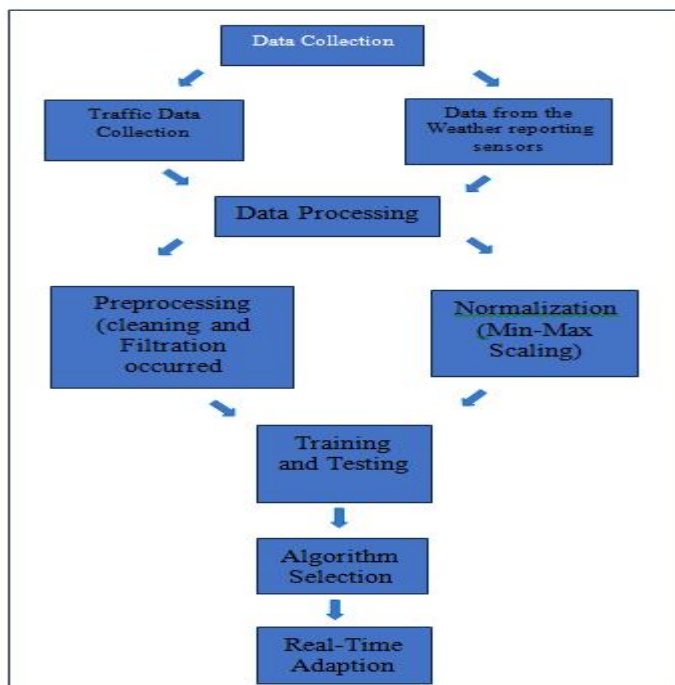 Data Collection
Traffic Data
Collection
Data from the
Weather reporting
sensors
Data Processing
Preprocessing
(cleaning and
Filtration
occurred
Normalization
(Min-Max
Scaling)
Training
and Testing
Algorithm
Selection
Real-Time
Adaption